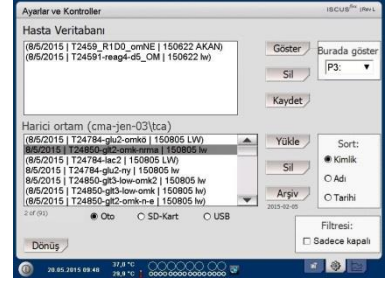 Ayarlar ve Kontroller
ISCUS
Hasta Veritabanı
(8/5/2015 | T2459_R1D0_omNE | 150622 AKAN)
(8/5/2015 | T24591-reag4-d5_OM | 150622 lw)
Göster
Burada göster
P3:
Sil
Kaydet
Harici ortam (cma-jen-03\tca)
(8/5/2015 | T24784-glu2-omkö | 150805 LW)
8/5/2015 | T24850-glt2-omk-nrma | 150805 lw
(8/5/2015 | T24784-lac2 | 150805 LW)
8/5/2015 | T24784-glu2-ny | 150805 lw
8/5/2015 | T24850-glt3-low-omk2 | 150805 lw
(8/5/2015 | T24850-glt3-low-omk | 150805 lw)
8/5/2015 | T24850-glt2-omk-n-e | 150805 lw)
Yükle
Sil
Arşiv
2015-02-05
Sort:
Kimlik
Adı
Tarihi
2 of (91)
Oto
SD-Kart
USB
Filtresi:
Sadece kapalı
Dönüş
28.05.2015 09:48
37,0 °C
29,9 °C